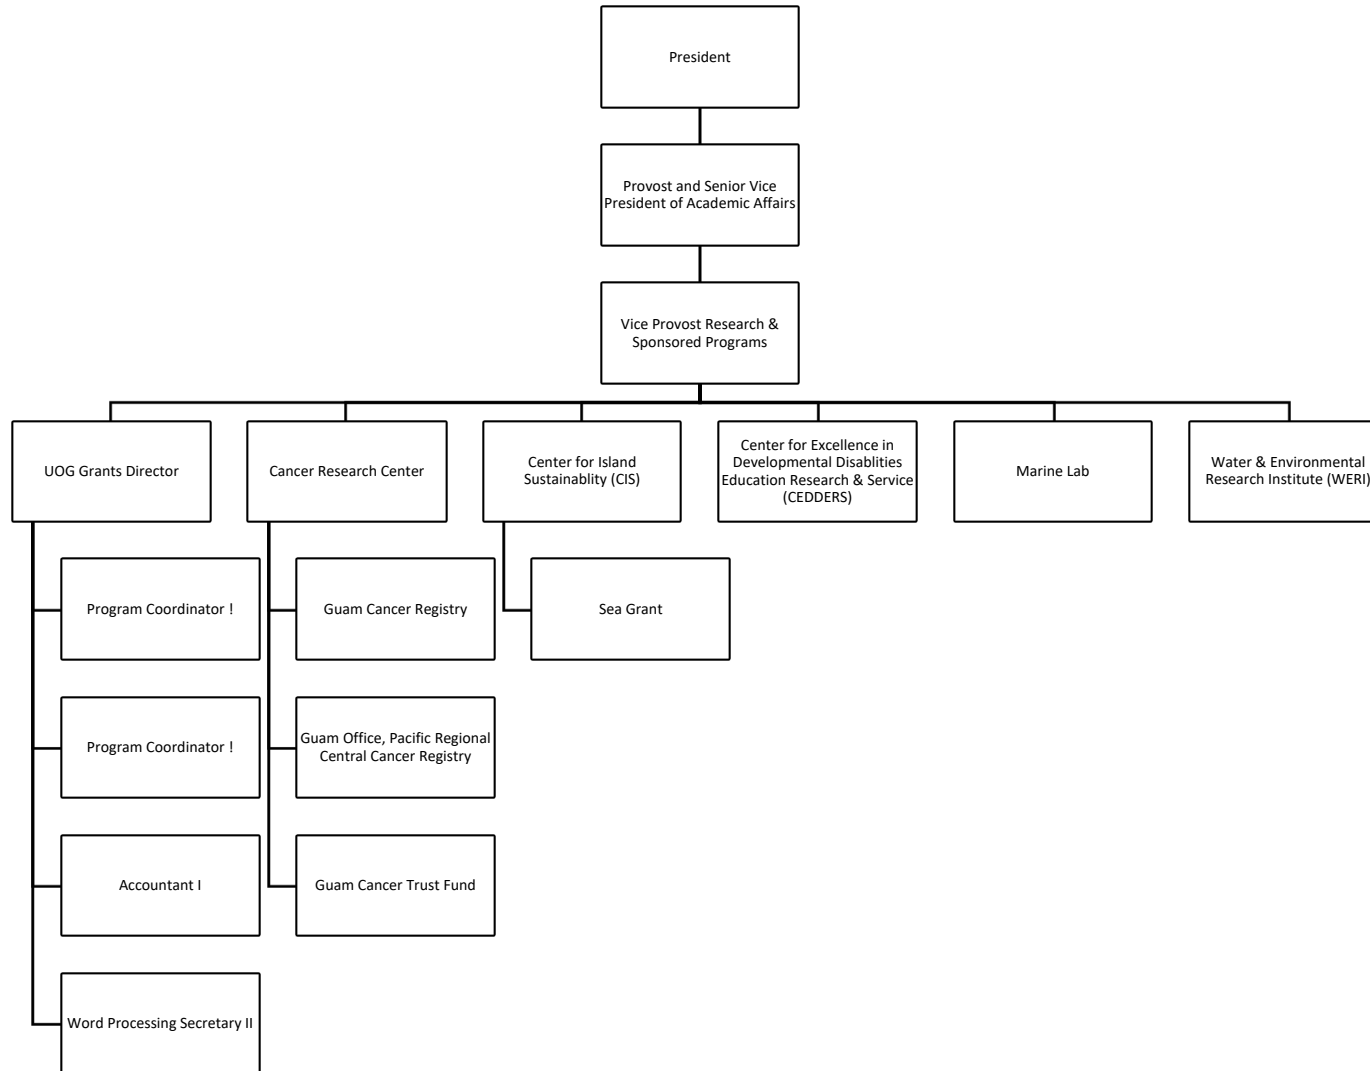 President
Provost and Senior Vice
President of Academic Affairs
Vice Provost Research &
Sponsored Programs
UOG Grants Director
Cancer Research Center
Center for Island
Sustainablity (CIS)
Center for Excellence in
Developmental Disablities
Education Research & Service
(CEDDERS)
Marine Lab
Water & Environmental
Research Institute (WERI)
Program Coordinator !
Guam Cancer Registry
Sea Grant
Program Coordinator !
Guam Office, Pacific Regional
Central Cancer Registry
Accountant I
Guam Cancer Trust Fund
Word Processing Secretary II